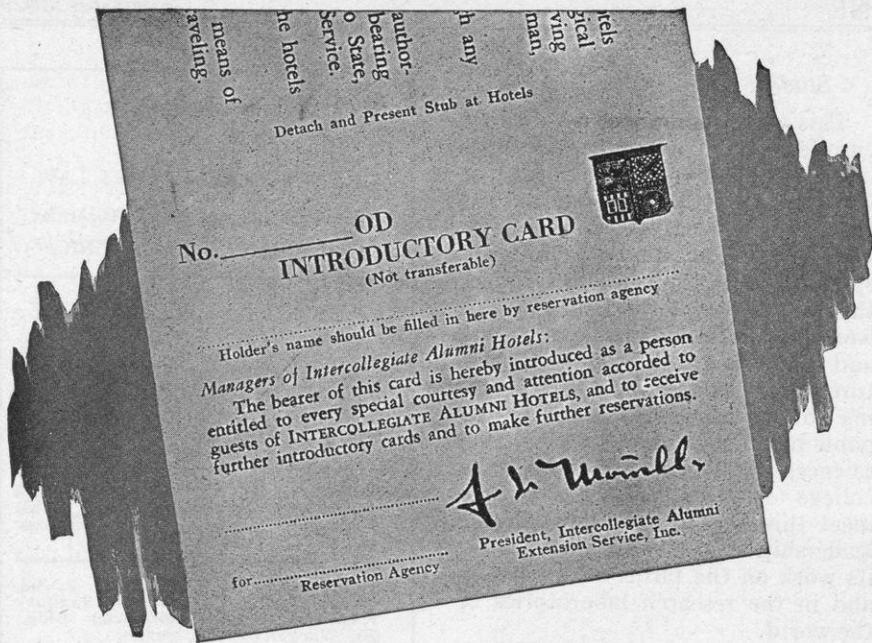 tels
gical
ving
man.
h any
author-
bearing
o State,
Service.
he hotels
means of
aveling.
Detach and Present Stub at Hotels
No. OD
INTRODUCTORY CARD
(Not transferable)
Holder's name should be filled in here by reservation agency
Managers of Intercollegiate Alumni Hotels:
The bearer of this card is hereby introduced as a person
entitled to every special courtesy and attention accorded to
guests of INTERCOLLEGIATE ALUMNI HOTELS, and to receive
further introductory cards and to make further reservations.
President, Intercollegiate Alumni
Extension Service, Inc.
for
Reservation Agency